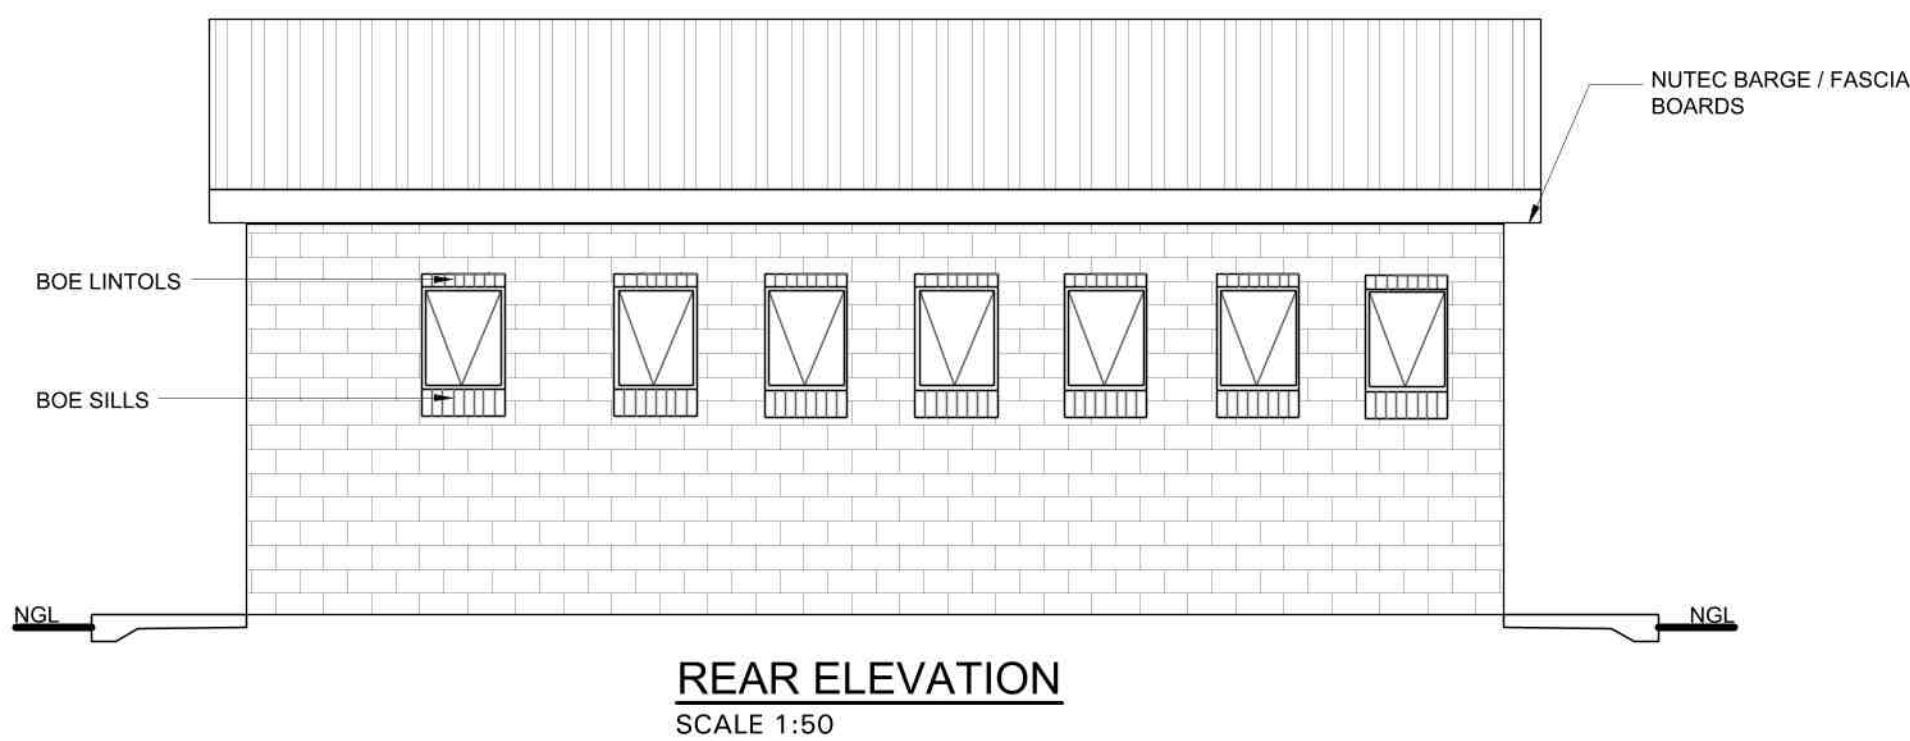 NUTEC BARGE / FASCIA
BOARDS
BOE LINTOLS
BOE SILLS
NGL
NGL
REAR ELEVATION
SCALE 1:50